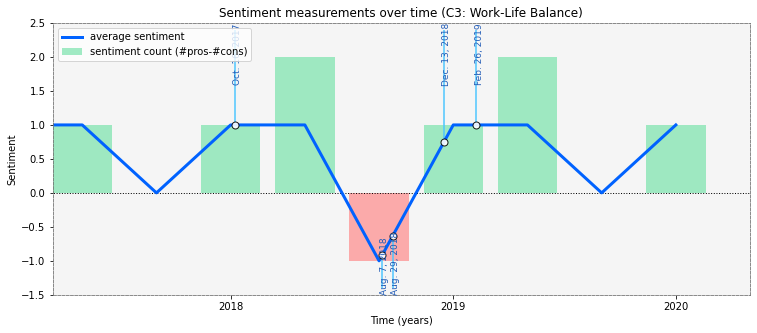 Sentiment measurements over time (C3: Work-Life Balance)
average sentiment
sentiment count (#pros-#cons)
2.5
2.0
1.5
1.0
0.5
0.0
−0.5
−1.0
−1.5
Sentiment
Aug. 7, 2018
Aug. 29, 2018
Dec. 13, 2018
Feb. 26, 2019
2018
2019
2020
Time (years)